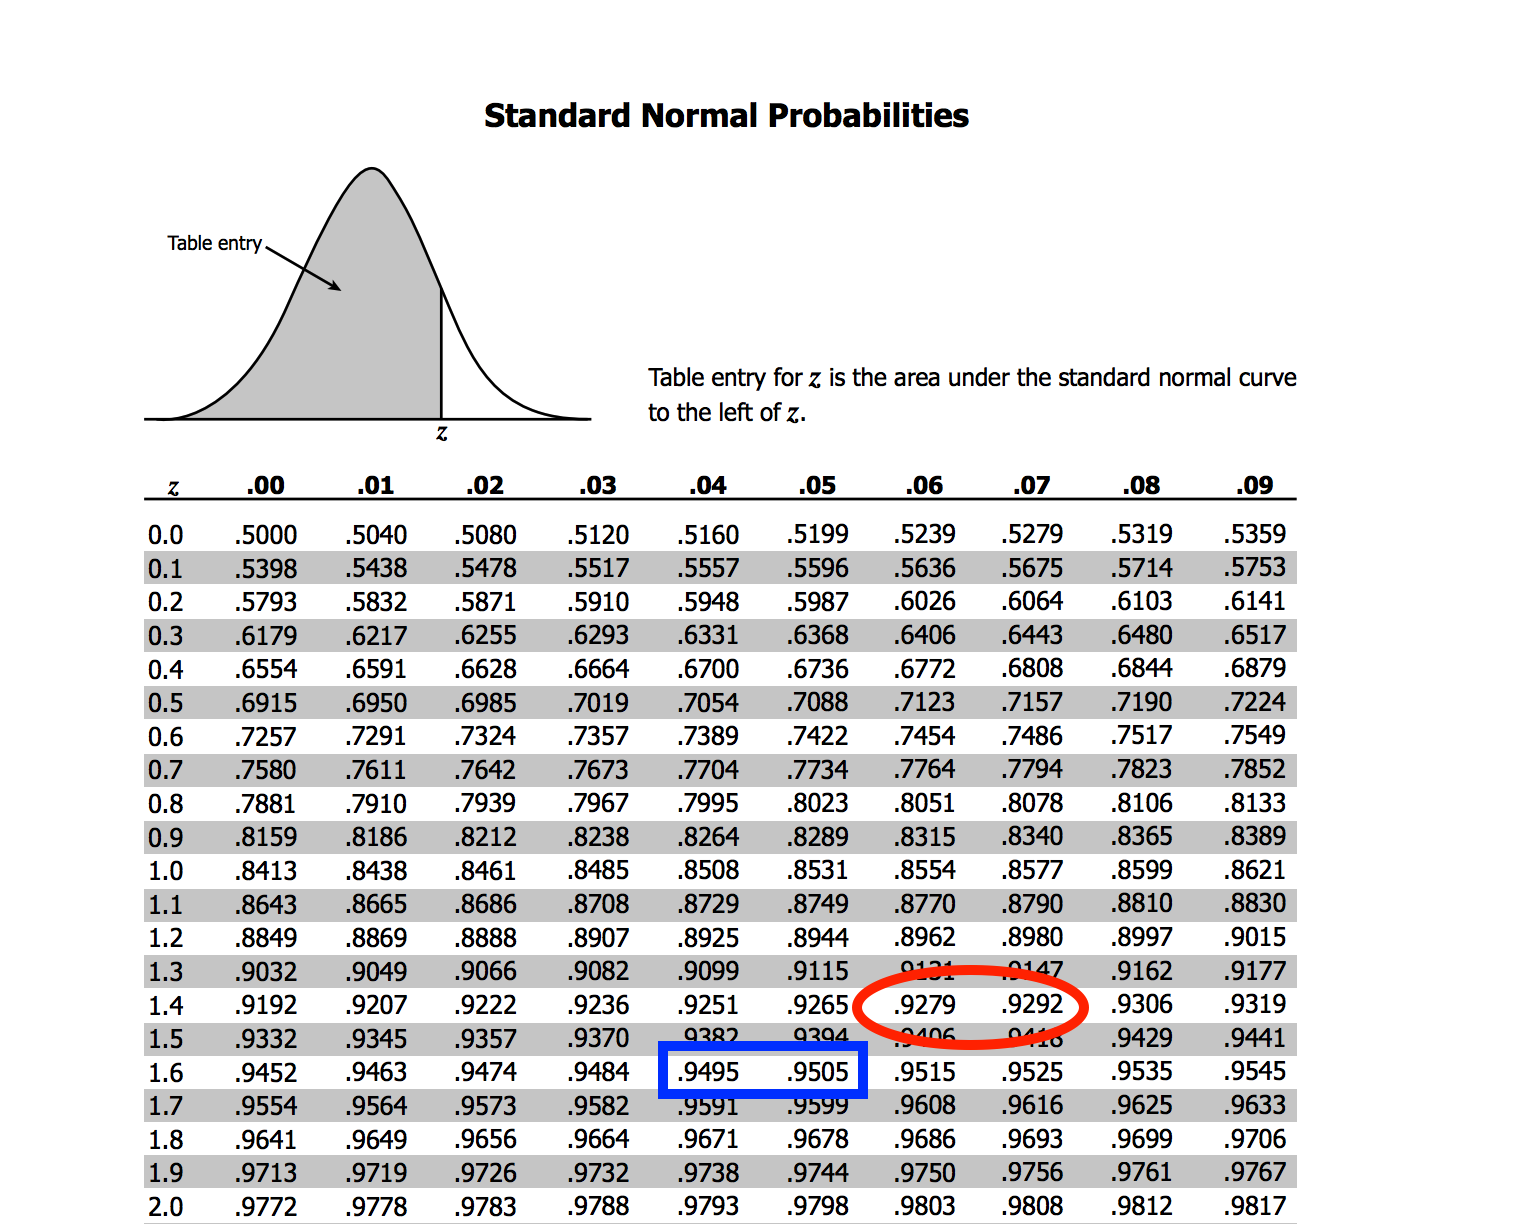 Standard Normal Probabilities
Table entry
Table entry for z is the area under the standard normal curve
to the left of z.
z
z .00 .01 .02 .03 .04 .05 .06 .07 .08 .09
0.0 .5000 .5040 .5080 .5120 .5160 .5199 .5239 .5279 .5319 .5359
0.1 .5398 .5438 .5478 .5517 .5557 .5596 .5636 .5675 .5714 .5753
0.2 .5793 .5832 .5871 .5910 .5948 .5987 .6026 .6064 .6103 .6141
0.3 .6179 .6217 .6255 .6293 .6331 .6368 .6406 .6443 .6480 .6517
0.4 .6554 .6591 .6628 .6664 .6700 .6736 .6772 .6808 .6844 .6879
0.5 .6915 .6950 .6985 .7019 .7054 .7088 .7123 .7157 .7190 .7224
0.6 .7257 .7291 .7324 .7357 .7389 .7422 .7454 .7486 .7517 .7549
0.7 .7580 .7611 .7642 .7673 .7704 .7734 .7764 .7794 .7823 .7852
0.8 .7881 .7910 .7939 .7967 .7995 .8023 .8051 .8078 .8106 .8133
0.9 .8159 .8186 .8212 .8238 .8264 .8289 .8315 .8340 .8365 .8389
1.0 .8413 .8438 .8461 .8485 .8508 .8531 .8554 .8577 .8599 .8621
1.1 .8643 .8665 .8686 .8708 .8729 .8749 .8770 .8790 .8810 .8830
1.2 .8849 .8869 .8888 .8907 .8925 .8944 .8962 .8980 .8997 .9015
1.3 .9032 .9049 .9066 .9082 .9099 .9115 .9131 .9147 .9162 .9177
1.4 .9192 .9207 .9222 .9236 .9251 .9265 .9279 .9292 .9306 .9319
1.5 .9332 .9345 .9357 .9370 .9382 .9394 .9406 .9418 .9429 .9441
1.6 .9452 .9463 .9474 .9484 .9495 .9505 .9515 .9525 .9535 .9545
1.7 .9554 .9564 .9573 .9582 .9591 .9599 .9608 .9616 .9625 .9633
1.8 .9641 .9649 .9656 .9664 .9671 .9678 .9686 .9693 .9699 .9706
1.9 .9713 .9719 .9726 .9732 .9738 .9744 .9750 .9756 .9761 .9767
2.0 .9772 .9778 .9783 .9788 .9793 .9798 .9803 .9808 .9812 .9817